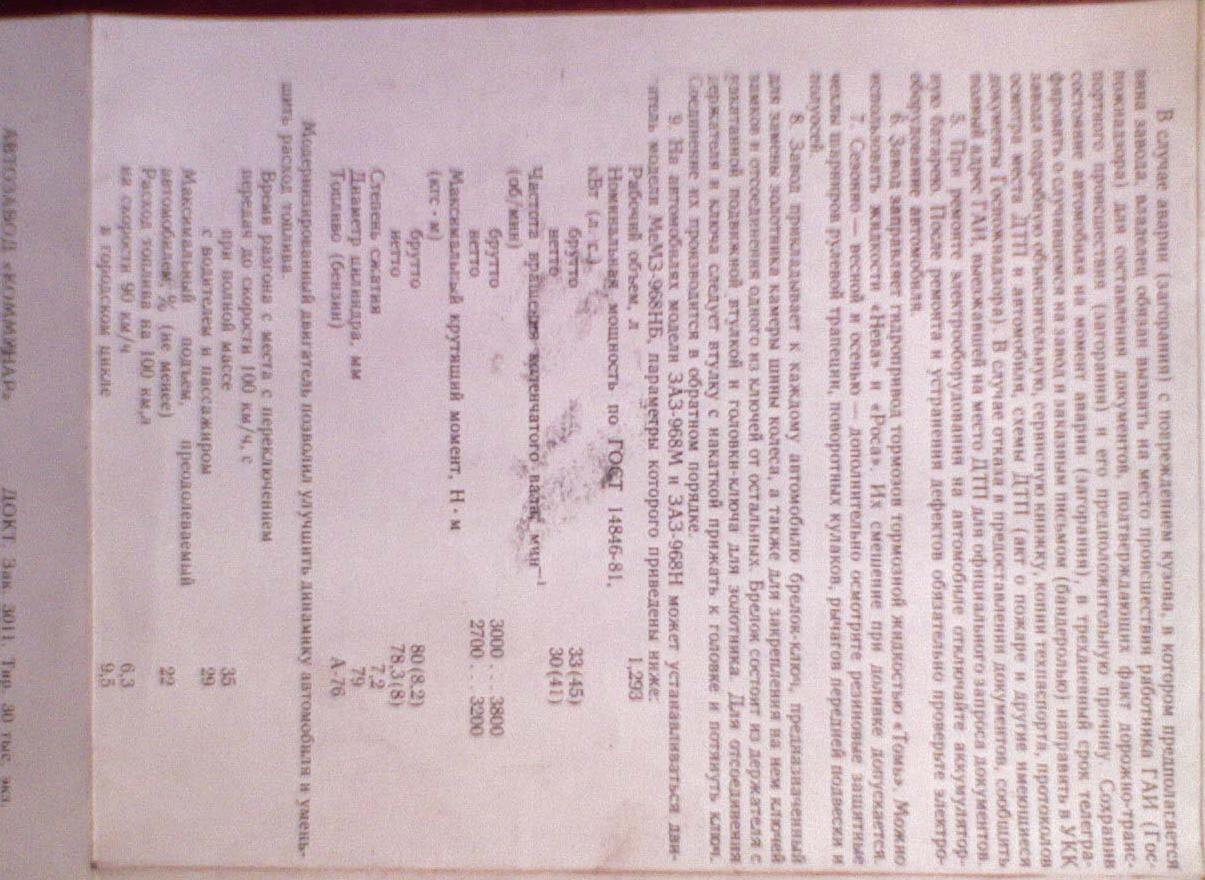 В случае аварии (загорания) с повреждением кузова, в котором предполагается
вина завода, владелец обязан вызвать на место происшествия работника ГАИ (Гос-
пожнадзора) для составления документов, подтверждающих факт дорожно-транс-
портного происшествия (загорания) и его предположительную причину. Сохранив
состояние автомобиля на момент аварии (загорания), в трехдневный срок телегра-
фировать о случившемся на завод и заказным письмом (бандеролью) направить в УКК
завода подробную объяснительную, сервисную книжку, копии техпаспорта, протоколов
осмотра места ДТП и автомобиля, схемы ДТП (акт о пожаре и другие имеющиеся
документы Госпожнадзора). В случае отказа в предоставлении документов, сообщить
полный адрес ГАИ, выезжавшей на место ДТП для официального запроса документов.
5. При ремонте электрооборудования на автомобиле отключайте аккумулятор-
ную батарею. После ремонта и устранения дефектов обязательно проверьте электро-
оборудование автомобиля.
6. Завод заправляет гидропривод тормозов тормозной жидкостью «Томь». Можно
использовать жидкости «Нева» и «Роса». Их смешение при доливке допускается.
7. Сезонно — весной и осенью — дополнительно осмотрите резиновые защитные
чехлы шарниров рулевой трапеции, поворотных кулаков, рычагов передней подвески и
полуосей.
8. Завод прикладывает к каждому автомобилю брелок-ключ, предназначенный
для замены золотника камеры шины колеса, а также для закрепления на нем ключей
замков и отсоединения одного из ключей от остальных. Брелок состоит из держателя с
накатанной подвижной втулкой и головки-ключа для золотника. Для отсоединения
держателя и ключа следует втулку с накаткой прижать к головке и потянуть ключ.
Соединение их производится в обратном порядке.
9. На автомобилях модели ЗАЗ-968М и ЗАЗ-968Н может устанавливаться дви-
атель модели МеМЗ-968НБ, параметры которого приведены ниже:
Рабочий объем, л 1,293
Номинальная мощность по ГОСТ 14846-81,
кВт (л. с.)
брутто 33(45)
нетто 30(41)
Частота вращения коленчатого вала, мин⁻¹
(об/мин)
брутто 3000 . . . 3800
нетто 2700 . . . 3200
Максимальный крутящий момент, Н · м
(кгс · м)
брутто 80(8.2)
нетто 78,3(8)
Степень сжатия 7,2
Диаметр цилиндра, мм 79
Топливо (бензин) А-76
Модернизированный двигатель позволил улучшить динамику автомобиля и умень-
шить расход топлива.
Время разгона с места с переключением
передач до скорости 100 км/ч, с
при полной массе 35
с водителем и пассажиром 29
Максимальный подъем, преодолеваемый
автомобилем, % (не менее) 22
Расход топлива на 100 км,л
на скорости 90 км/ч 6,3
в городском цикле 9,5
АВТОЗАВОД «КОММУНАР» ДОКТ. Зак. 3011. Тир. 30 тыс. экз